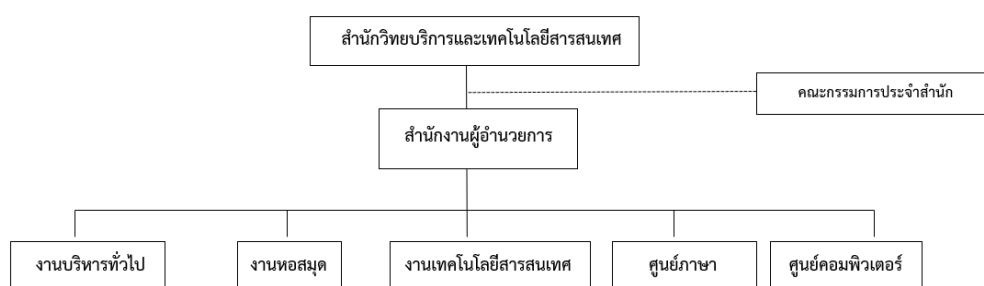 สำนักวิทยบริการและเทคโนโลยีสารสนเทศ
คณะกรรมการประจำสำนัก
สำนักงานผู้อำนวยการ
งานบริหารทั่วไป
งานหอสมุด
งานเทคโนโลยีสารสนเทศ
ศูนย์ภาษา
ศูนย์คอมพิวเตอร์